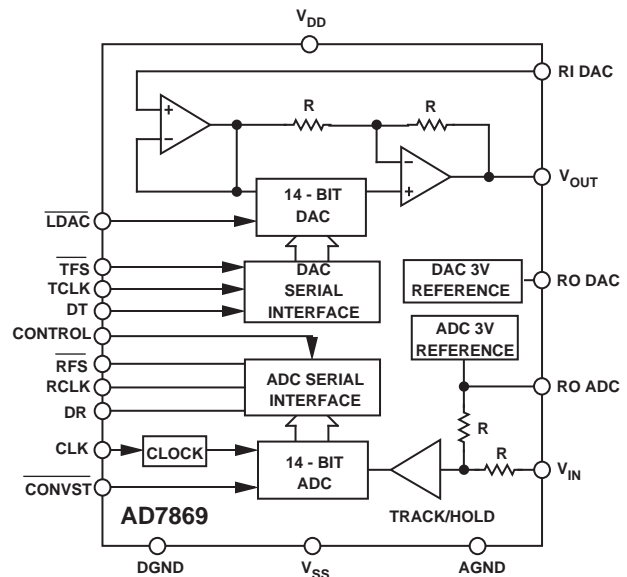 VDD
RI DAC
R
R
+
−
−
+
VOUT
14 - BIT
DAC
LDAC
TFS
TCLK
DT
DAC
SERIAL
INTERFACE
DAC 3V
REFERENCE
RO DAC
CONTROL
ADC 3V
REFERENCE
RFS
RCLK
DR
ADC SERIAL
INTERFACE
RO ADC
R
CLK
CLOCK
14 - BIT
ADC
R
VIN
CONVST
AD7869
TRACK/HOLD
DGND
VSS
AGND